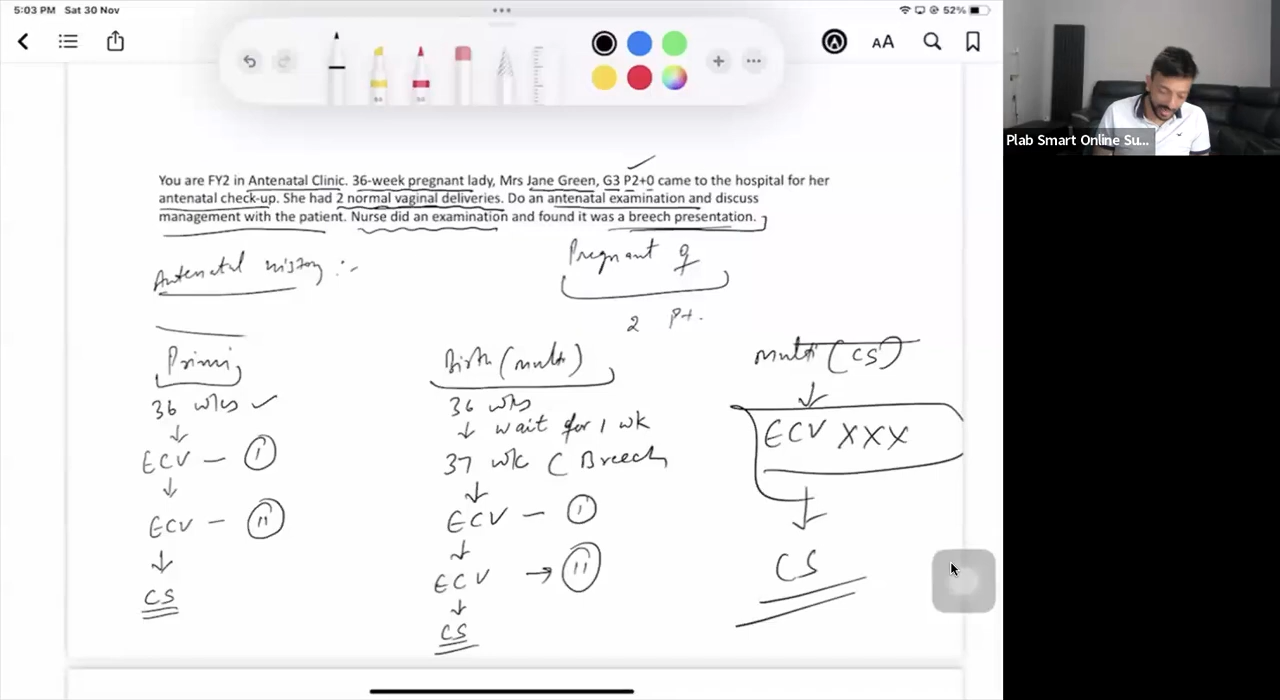 5:03 PM Sat 30 Nov
52%
AA
Plab Smart Online Su...
You are FY2 in Antenatal Clinic. 36-week pregnant lady, Mrs Jane Green, G3 P2+0 came to the hospital for her
antenatal check-up. She had 2 normal vaginal deliveries. Do an antenatal examination and discuss
management with the patient. Nurse did an examination and found it was a breech presentation.
Antenatal history :-
Pregnant ♀
2 Pt.
Primi
36 wks ✓
↓
ECV - I
↓
ECV - II
↓
CS
Birth (multi)
36 wks
↓ wait for 1 wk
37 wk C Breech
↓
ECV - I
↓
ECV → II
↓
CS
multi (CS)
↓
ECV XXX
↓
CS